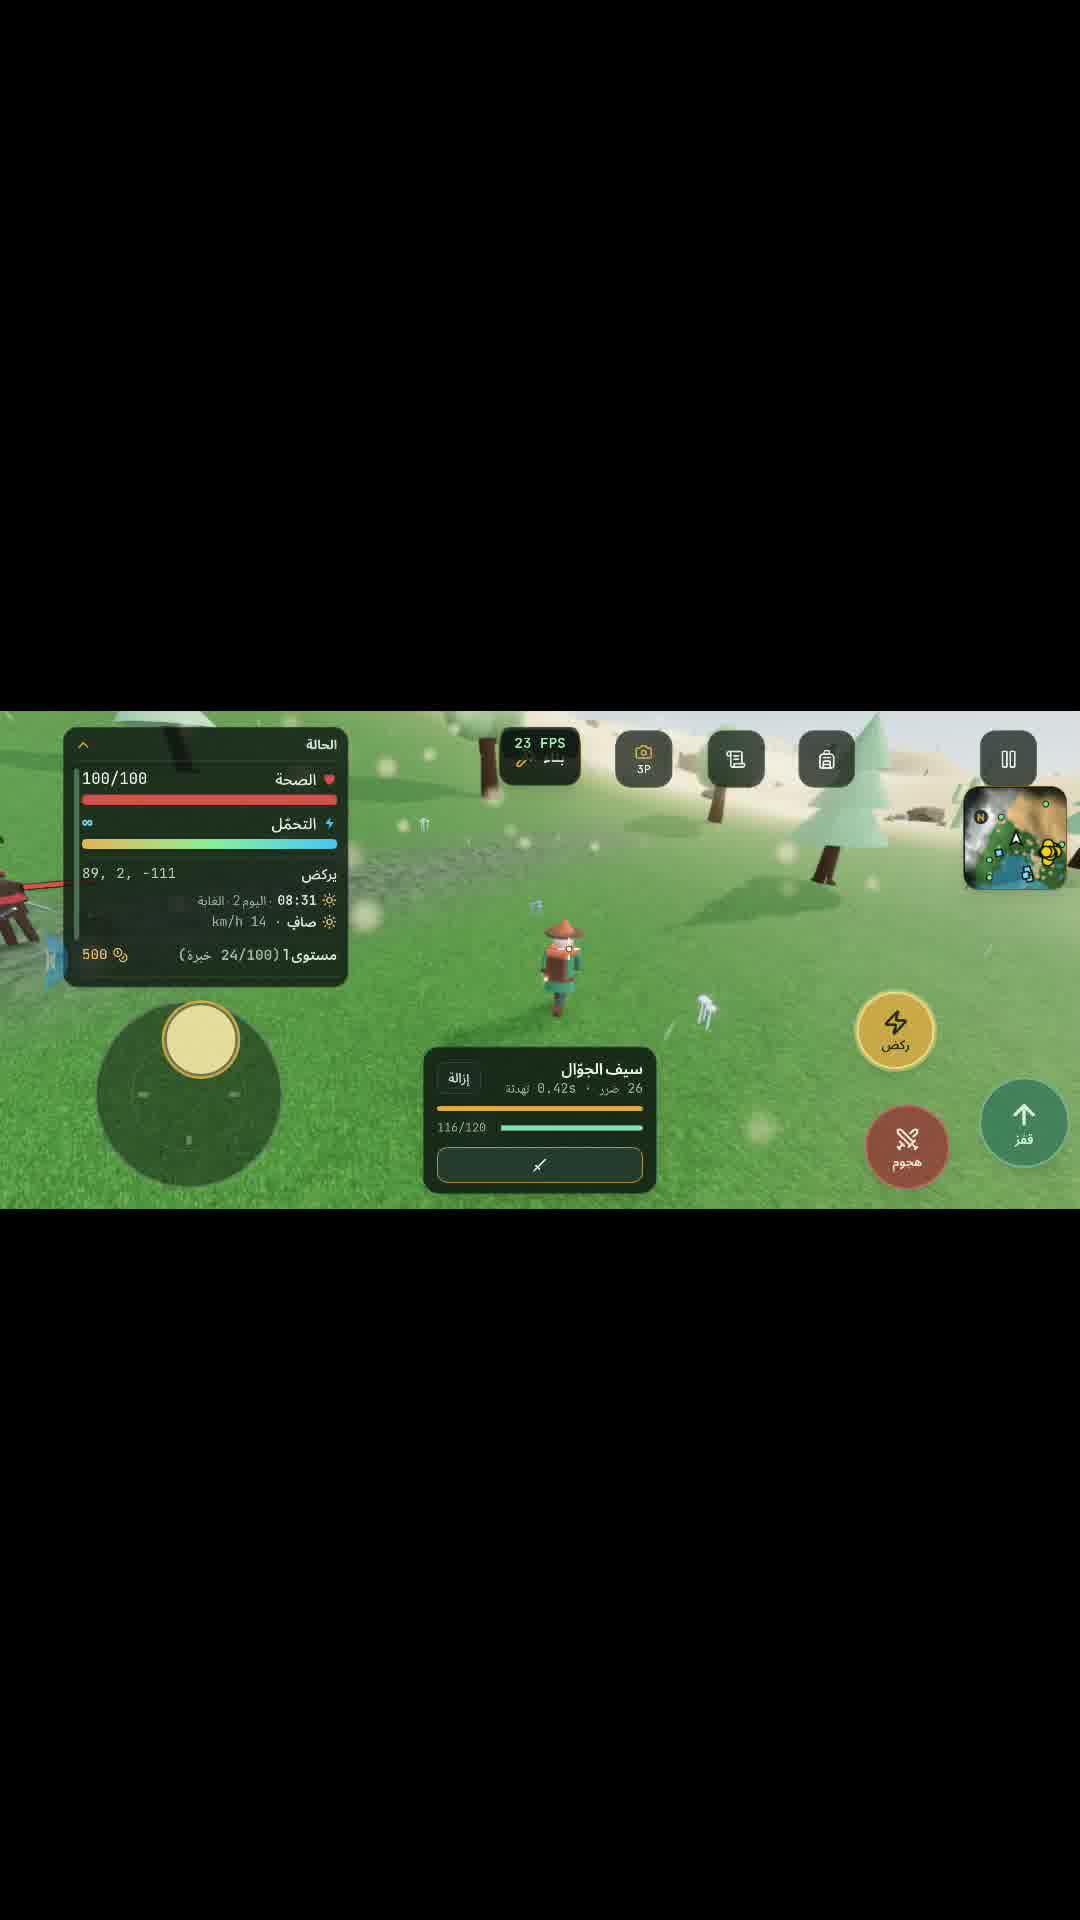 الحالة
الصحة 100/100
التحمّل ∞
يركض 89, 2, -111
08:31 · اليوم 2 · الغابة
صافٍ · 14 km/h
مستوى 1 (24/100 خبرة) 500
23 FPS
بناء
3P
N
ركض
قفز
هجوم
سيف الجوّال
إزالة
26 ضرر · 0.42s تهدئة
116/120